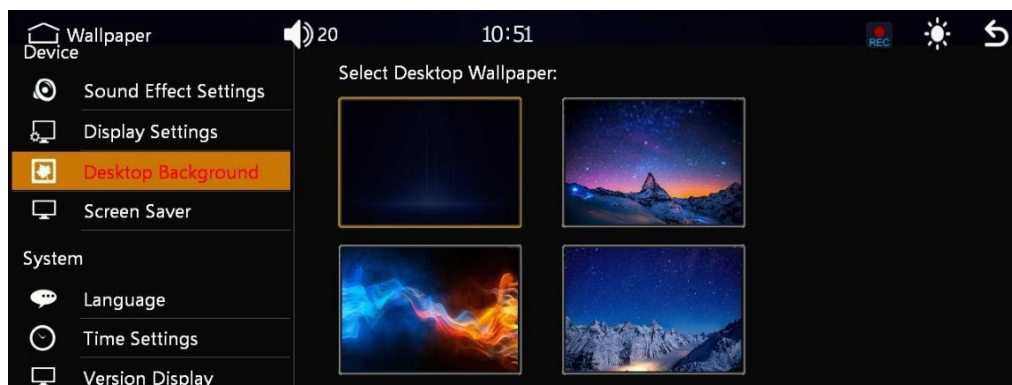 Wallpaper
20
10:51
REC
Device
Sound Effect Settings
Display Settings
Desktop Background
Screen Saver
System
Language
Time Settings
Version Display
Select Desktop Wallpaper: